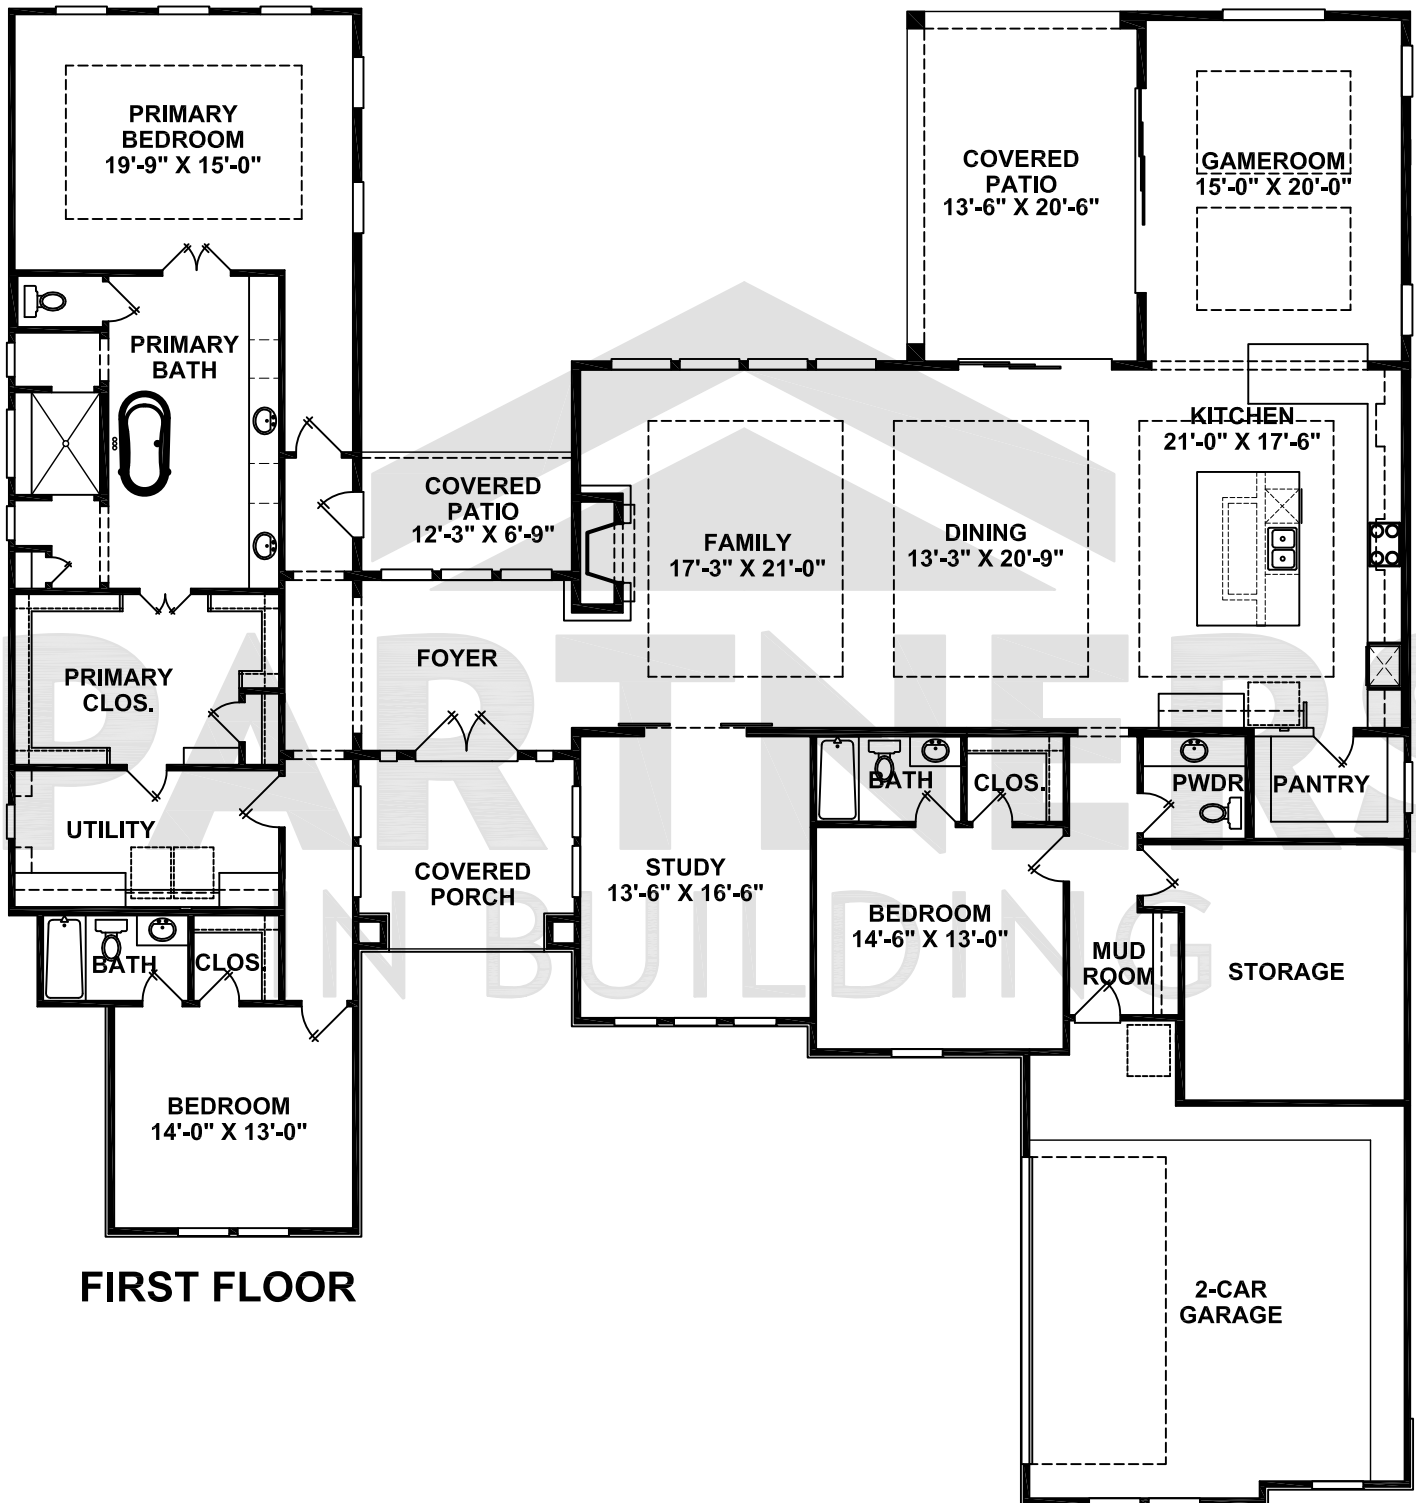 PRIMARY
BEDROOM
19'-9" X 15'-0"
COVERED
PATIO
13'-6" X 20'-6"
GAMEROOM
15'-0" X 20'-0"
PRIMARY
BATH
KITCHEN
21'-0" X 17'-6"
COVERED
PATIO
12'-3" X 6'-9"
FAMILY
17'-3" X 21'-0"
DINING
13'-3" X 20'-9"
FOYER
PRIMARY
CLOS.
PARTNERS
IN BUILDING
UTILITY
BATH
CLOS.
PWDR
PANTRY
COVERED
PORCH
STUDY
13'-6" X 16'-6"
BEDROOM
14'-6" X 13'-0"
MUD
ROOM
STORAGE
BATH
CLOS.
BEDROOM
14'-0" X 13'-0"
FIRST FLOOR
2-CAR
GARAGE